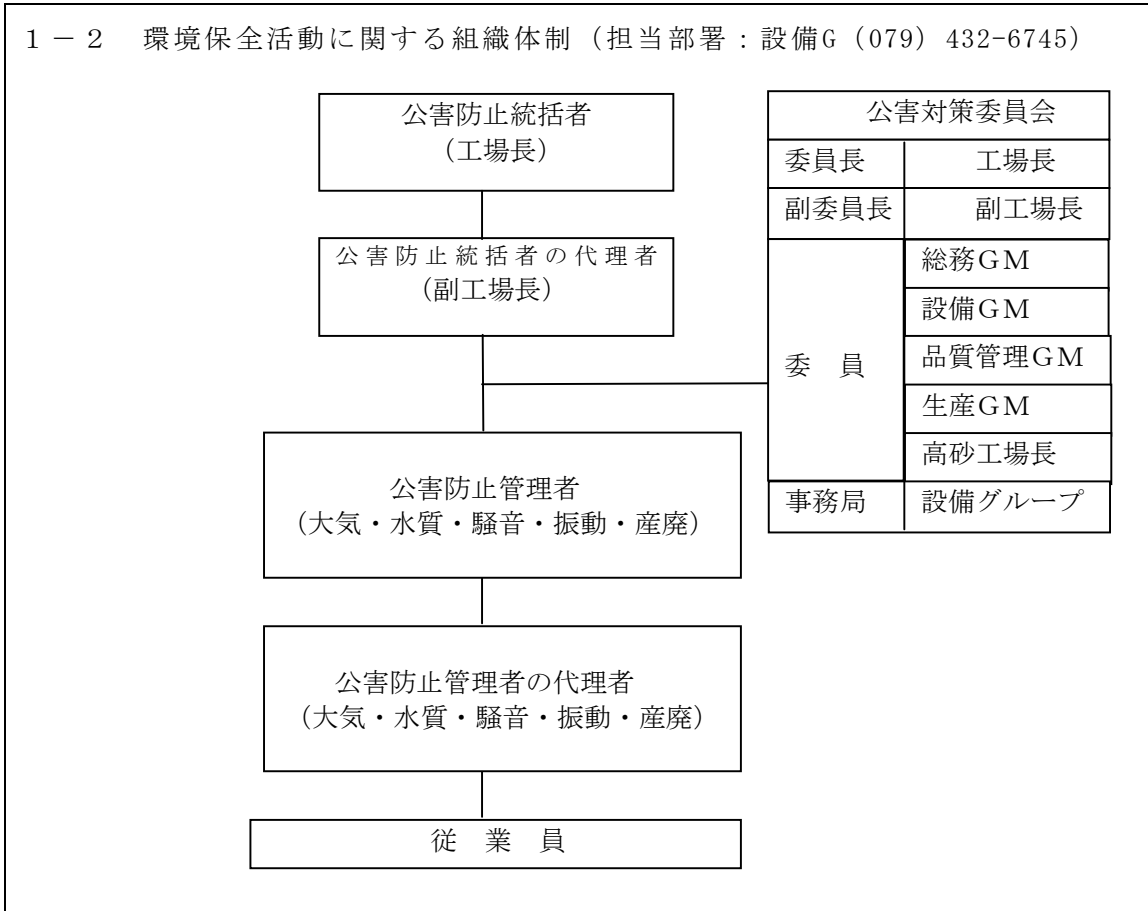 1－2 環境保全活動に関する組織体制（担当部署：設備G（079）432-6745）
公害防止統括者
（工場長）
公害防止統括者の代理者
（副工場長）
公害防止管理者
（大気・水質・騒音・振動・産廃）
公害防止管理者の代理者
（大気・水質・騒音・振動・産廃）
従業員
公害対策委員会
委員長 工場長
副委員長 副工場長
委員
総務GM
設備GM
品質管理GM
生産GM
高砂工場長
事務局 設備グループ